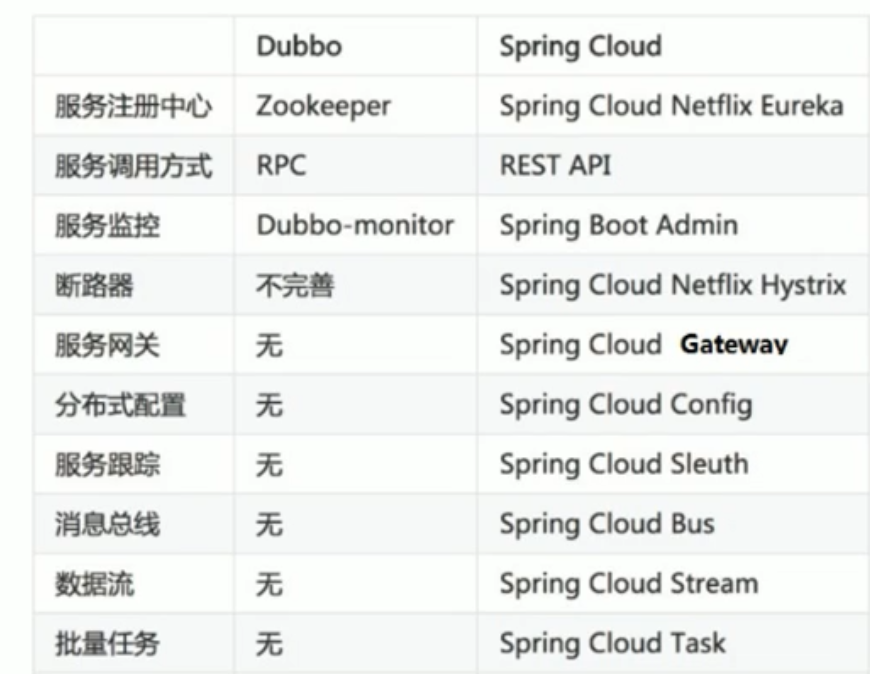 Dubbo Spring Cloud
服务注册中心 Zookeeper Spring Cloud Netflix Eureka
服务调用方式 RPC REST API
服务监控 Dubbo-monitor Spring Boot Admin
断路器 不完善 Spring Cloud Netflix Hystrix
服务网关 无 Spring Cloud Gateway
分布式配置 无 Spring Cloud Config
服务跟踪 无 Spring Cloud Sleuth
消息总线 无 Spring Cloud Bus
数据流 无 Spring Cloud Stream
批量任务 无 Spring Cloud Task